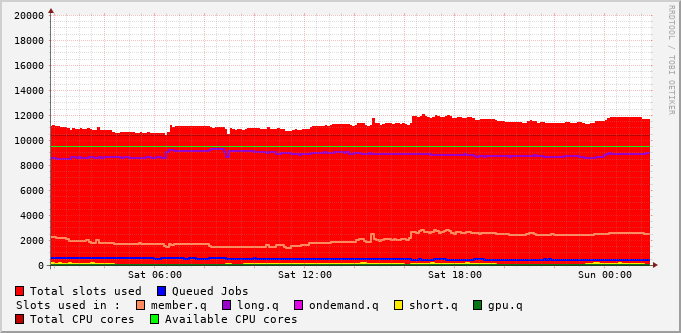 RRDTOOL / TOBI OETIKER
20000
18000
16000
14000
12000
10000
8000
6000
4000
2000
0
Sat 06:00 Sat 12:00 Sat 18:00 Sun 00:00
Total slots used Queued Jobs
Slots used in : member.q long.q ondemand.q short.q gpu.q
Total CPU cores Available CPU cores